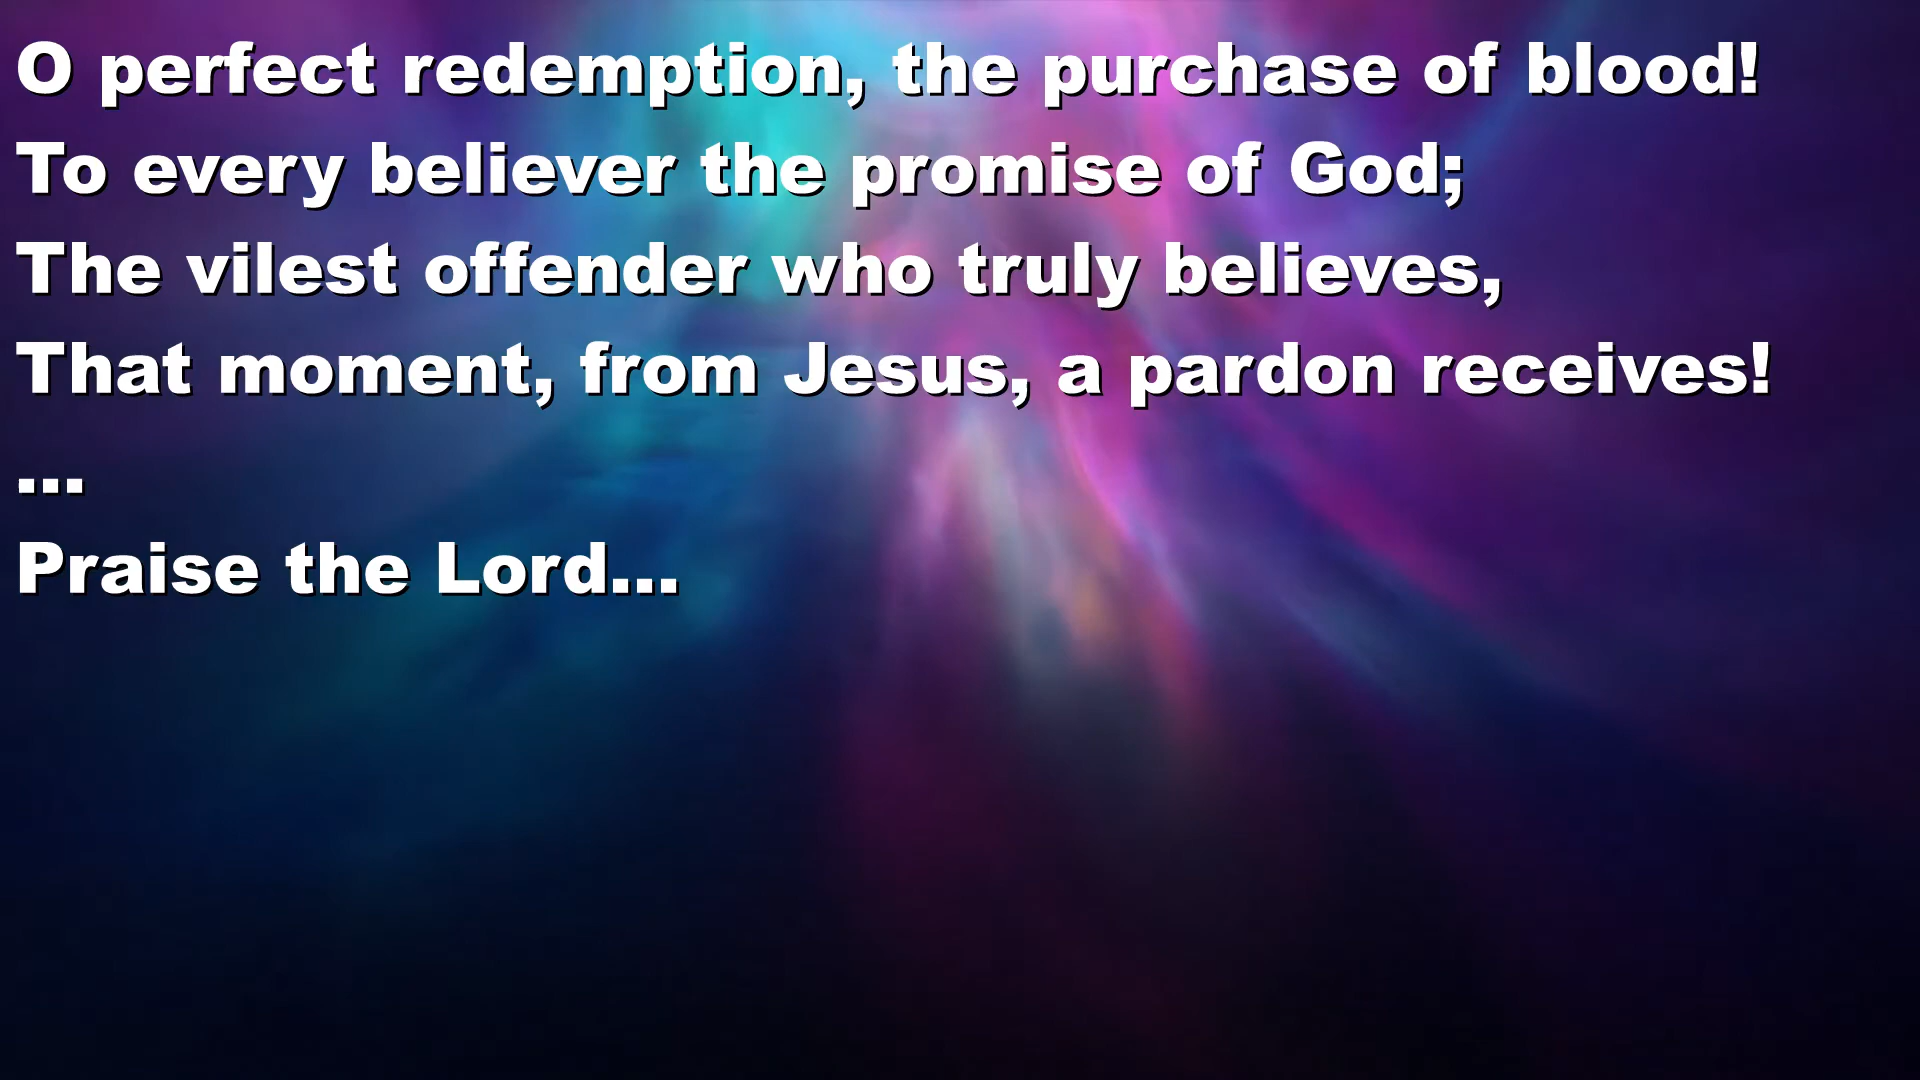 O perfect redemption, the purchase of blood!
To every believer the promise of God;
The vilest offender who truly believes,
That moment, from Jesus, a pardon receives!
...
Praise the Lord...